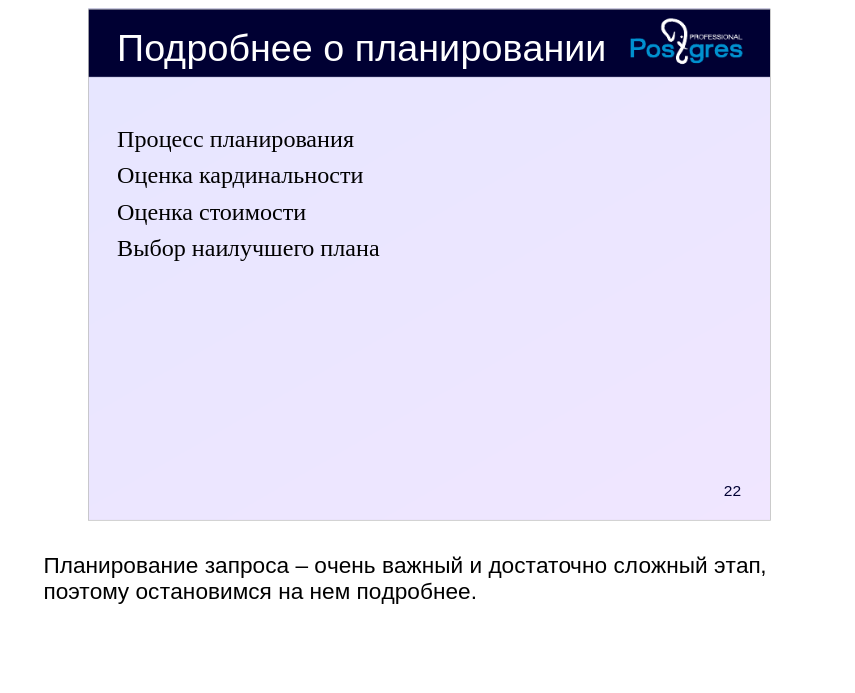 Подробнее о планировании
PROFESSIONAL
Postgres
Процесс планирования
Оценка кардинальности
Оценка стоимости
Выбор наилучшего плана
22
Планирование запроса – очень важный и достаточно сложный этап,
поэтому остановимся на нем подробнее.